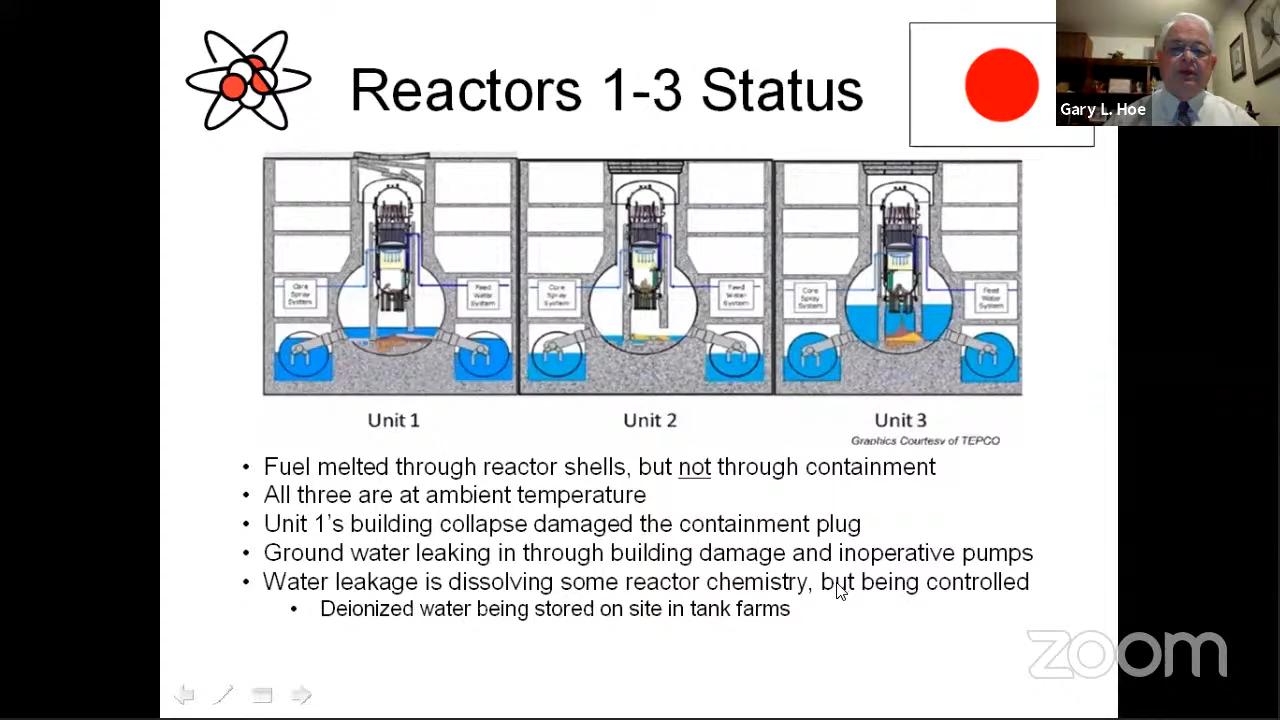 Reactors 1-3 Status
Gary L. Hoe
Core
Spray
System
Feed
Water
System
Core
Spray
System
Feed
Water
System
Core
Spray
System
Feed
Water
System
Unit 1
Unit 2
Unit 3
Graphics Courtesy of TEPCO
• Fuel melted through reactor shells, but not through containment
• All three are at ambient temperature
• Unit 1's building collapse damaged the containment plug
• Ground water leaking in through building damage and inoperative pumps
• Water leakage is dissolving some reactor chemistry, but being controlled
• Deionized water being stored on site in tank farms
zoom